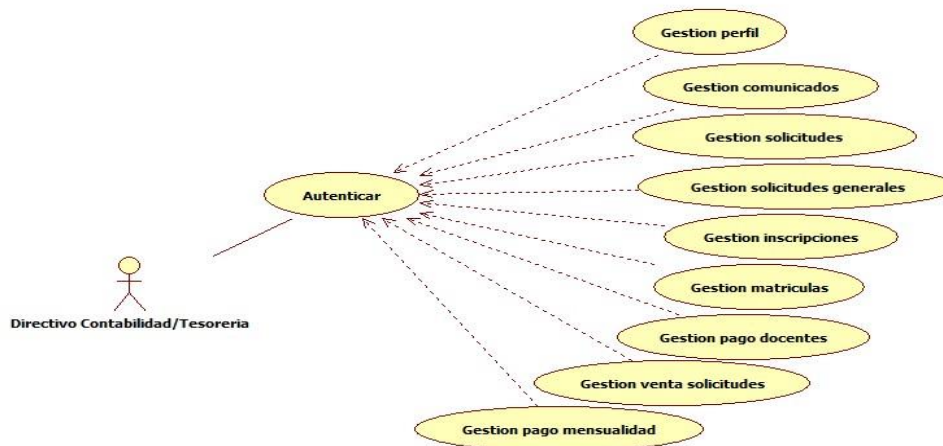 Gestion perfil
Gestion comunicados
Gestion solicitudes
Gestion solicitudes generales
Autenticar
Gestion inscripciones
Gestion matriculas
Directivo Contabilidad/Tesoreria
Gestion pago docentes
Gestion venta solicitudes
Gestion pago mensualidad